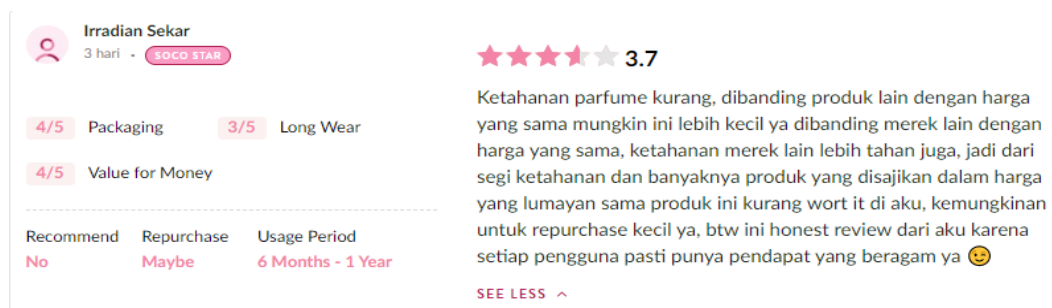 Irradian Sekar
3 hari - SOCO STAR
4/5 Packaging 3/5 Long Wear
4/5 Value for Money
Recommend Repurchase Usage Period
No Maybe 6 Months - 1 Year
3.7
Ketahanan parfume kurang, dibanding produk lain dengan harga
yang sama mungkin ini lebih kecil ya dibanding merek lain dengan
harga yang sama, ketahanan merek lain lebih tahan juga, jadi dari
segi ketahanan dan banyaknya produk yang disajikan dalam harga
yang lumayan sama produk ini kurang wort it di aku, kemungkinan
untuk repurchase kecil ya, btw ini honest review dari aku karena
setiap pengguna pasti punya pendapat yang beragam ya 😉
SEE LESS